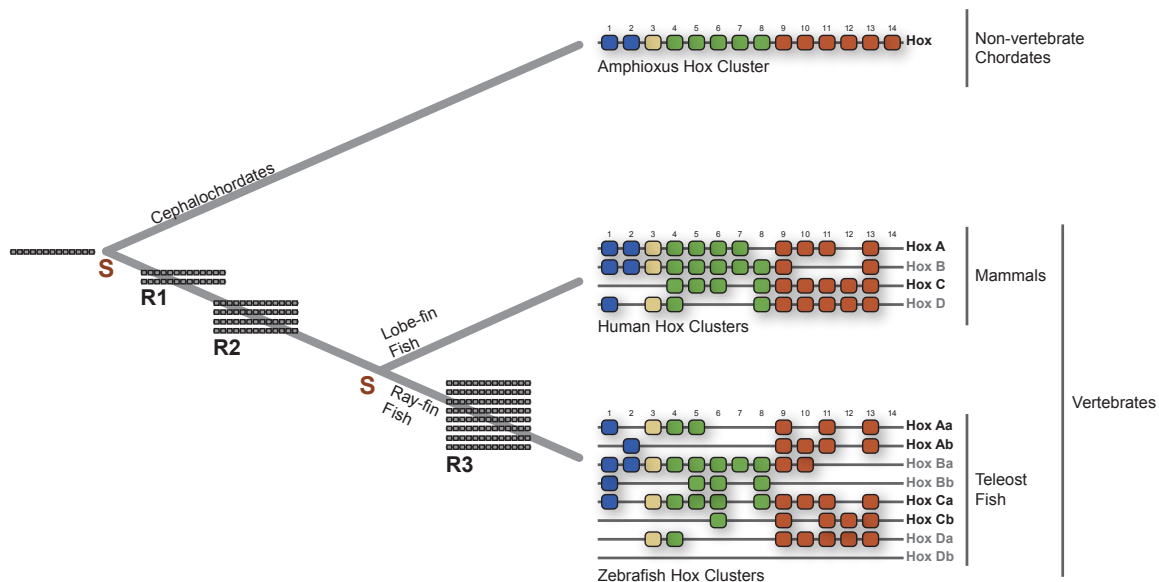 1 2 3 4 5 6 7 8 9 10 11 12 13 14
Hox
Amphioxus Hox Cluster
Non-vertebrate
Chordates
Cephalochordates
S
R1
R2
Lobe-fin
Fish
S
Ray-fin
Fish
R3
1 2 3 4 5 6 7 8 9 10 11 12 13 14
Hox A
Hox B
Hox C
Hox D
Human Hox Clusters
Mammals
1 2 3 4 5 6 7 8 9 10 11 12 13 14
Hox Aa
Hox Ab
Hox Ba
Hox Bb
Hox Ca
Hox Cb
Hox Da
Hox Db
Zebrafish Hox Clusters
Teleost
Fish
Vertebrates